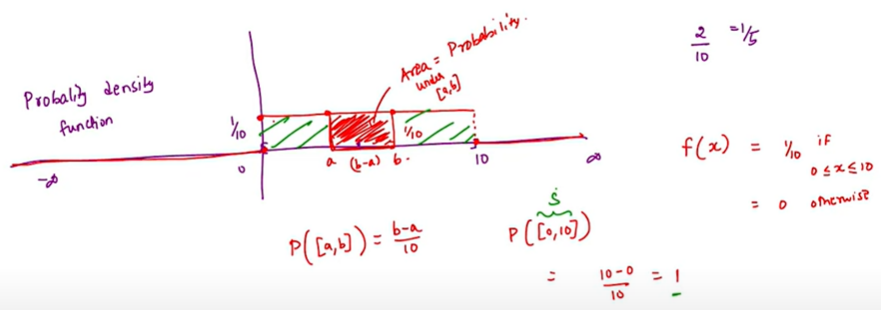 Probality density
function
Area = Probability.
under
[a,b]
2/10 = 1/5
1/10
1/10
-∞
0
a (b-a) b.
10
∞
f(x) = 1/10 if
0 ≤ x ≤ 10
= 0 otherwise
P([a,b]) = b-a/10
S
P([0,10])
= 10-0/10 = 1